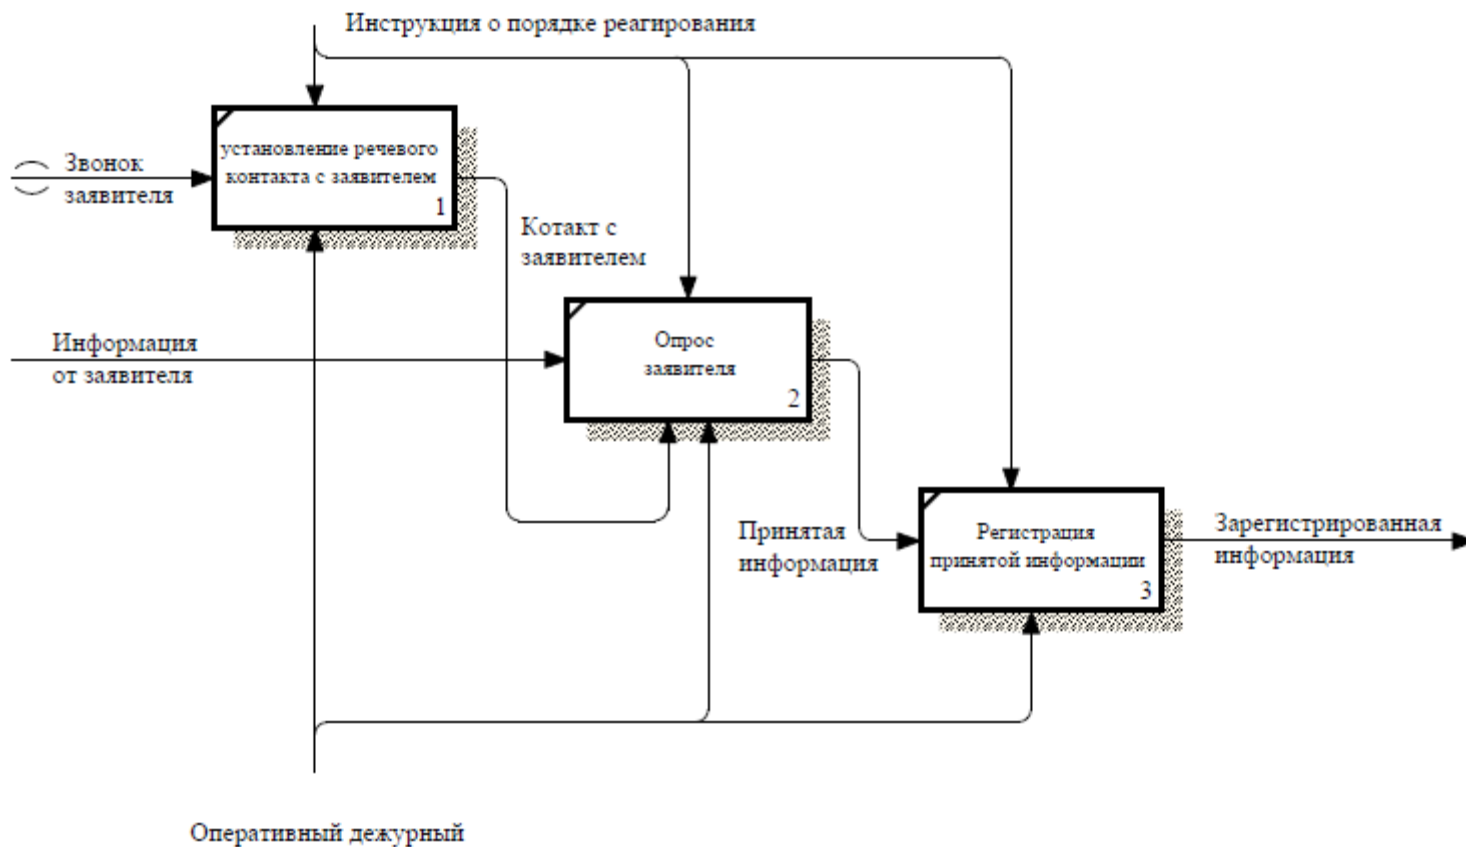 Инструкция о порядке реагирования
установление речевого
контакта с заявителем
1
Звонок
заявителя
Котакт с
заявителем
Информация
от заявителя
Опрос
заявителя
2
Принятая
информация
Регистрация
принятой информации
3
Зарегистрированная
информация
Оперативный дежурный